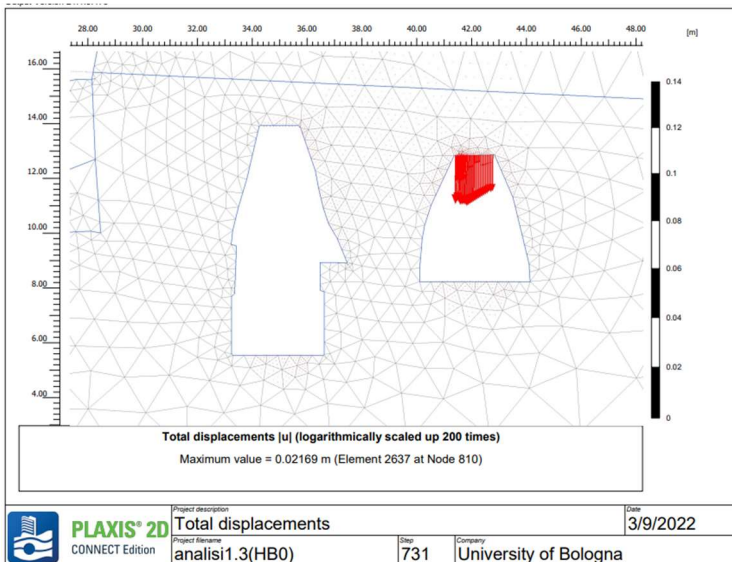 [m]
28.00 30.00 32.00 34.00 36.00 38.00 40.00 42.00 44.00 46.00 48.00
16.00
14.00
12.00
10.00
8.00
6.00
4.00
0.14
0.12
0.1
0.08
0.06
0.04
0.02
0
Total displacements |u| (logarithmically scaled up 200 times)
Maximum value = 0.02169 m (Element 2637 at Node 810)
PLAXIS® 2D
CONNECT Edition
Project description
Total displacements
Date
3/9/2022
Project filename
analisi1.3(HB0)
Step
731
Company
University of Bologna